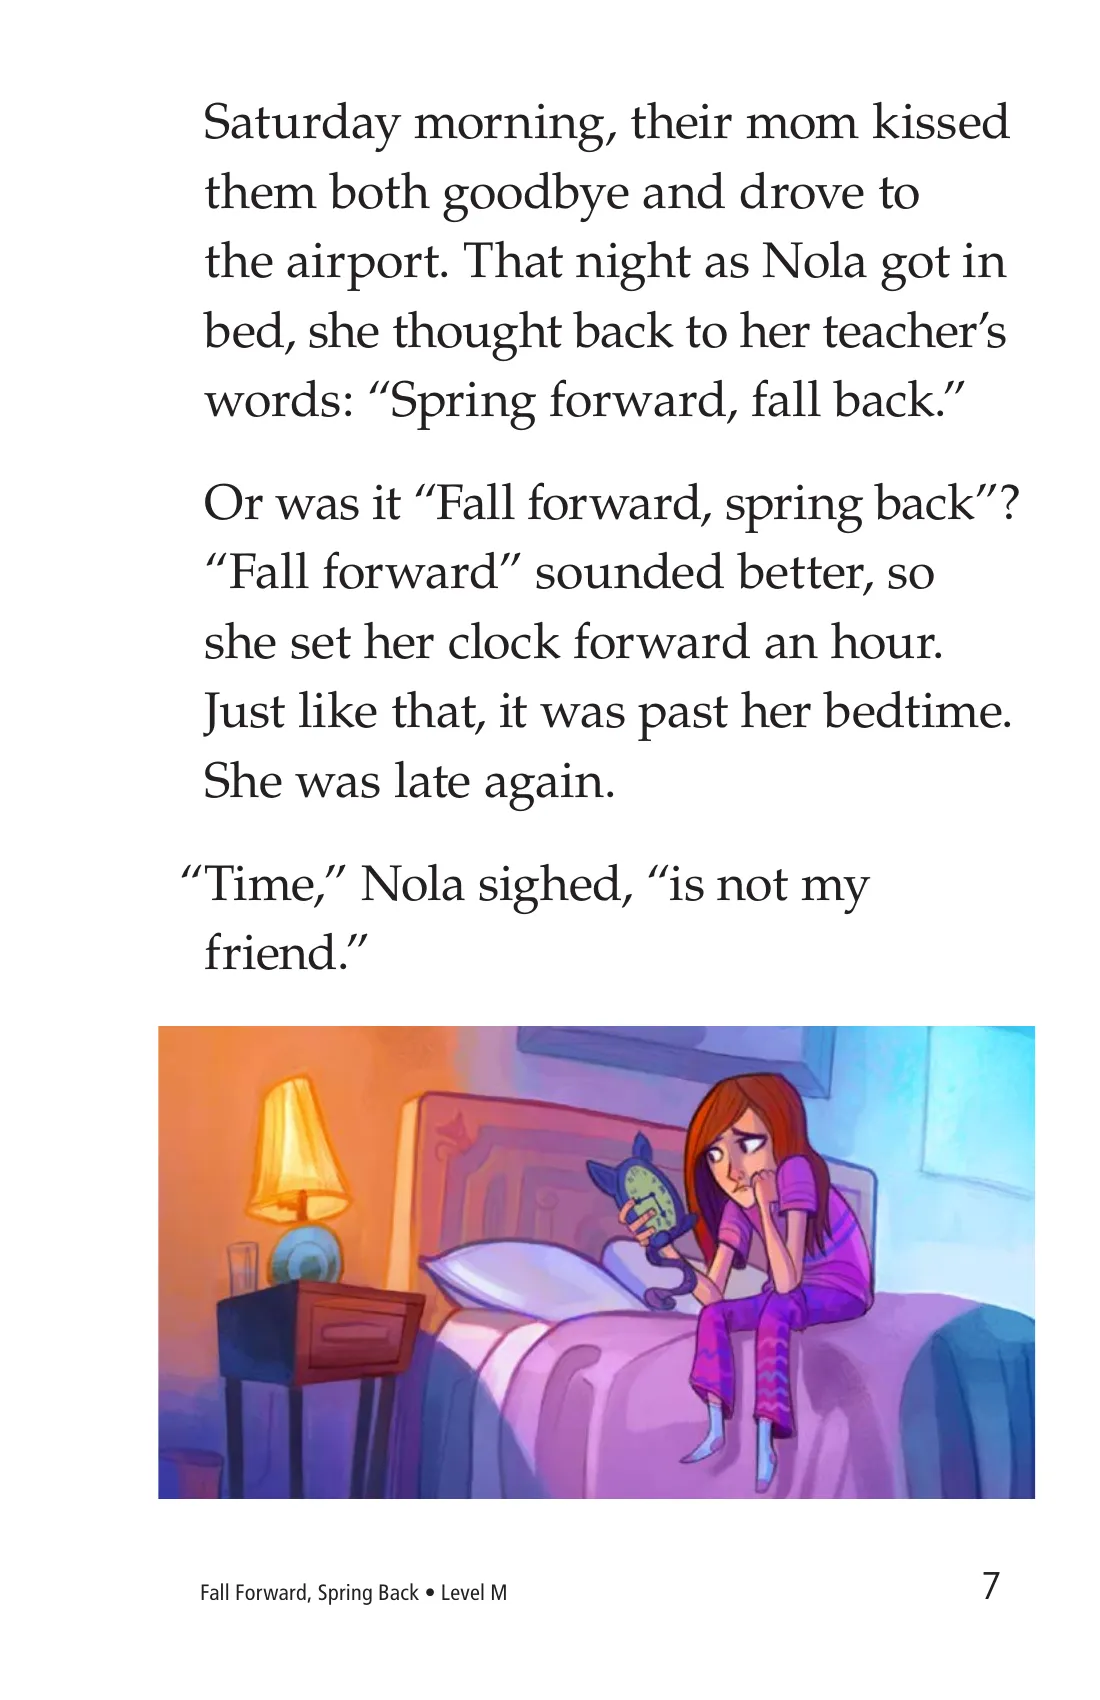 Saturday morning, their mom kissed
them both goodbye and drove to
the airport. That night as Nola got in
bed, she thought back to her teacher’s
words: “Spring forward, fall back.”
Or was it “Fall forward, spring back”?
“Fall forward” sounded better, so
she set her clock forward an hour.
Just like that, it was past her bedtime.
She was late again.
“Time,” Nola sighed, “is not my
friend.”
Fall Forward, Spring Back • Level M
7